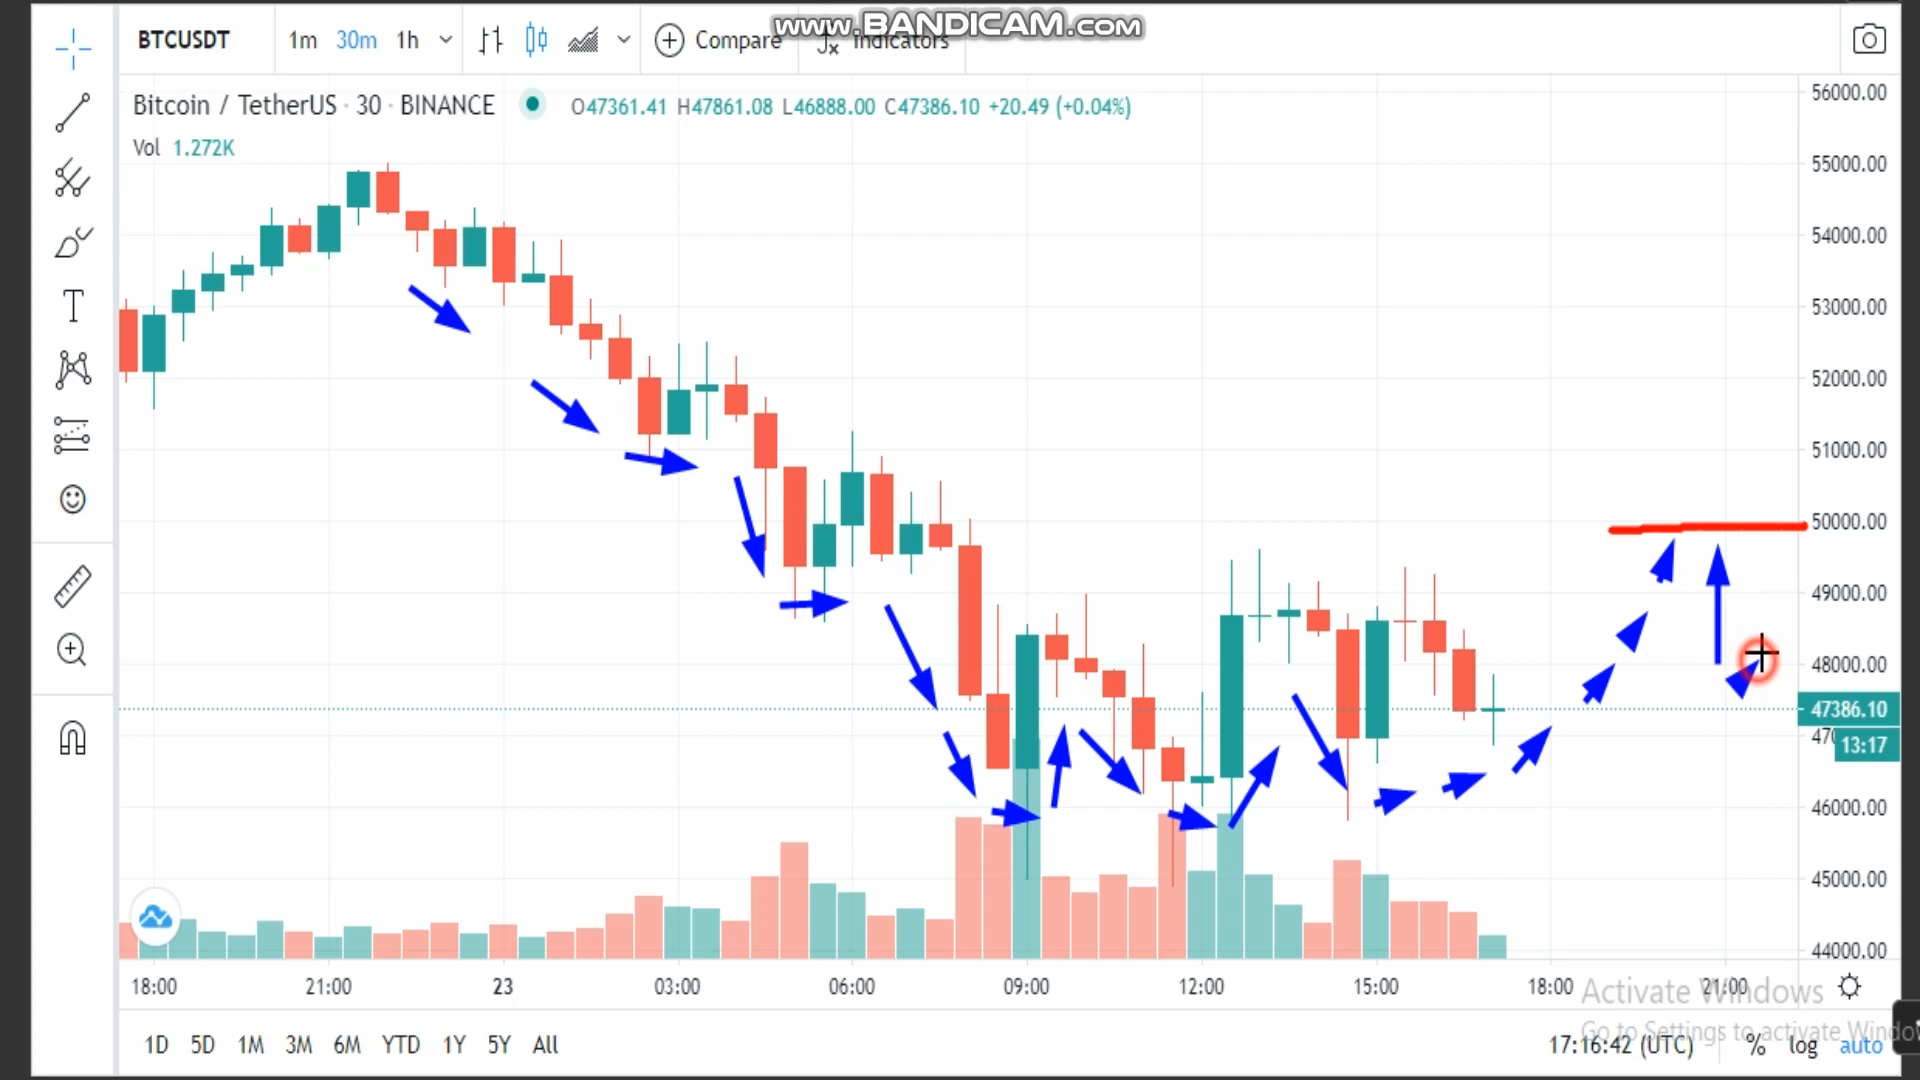 www.BANDICAM.com
BTCUSDT 1m 30m 1h Compare Indicators
Bitcoin / TetherUS · 30 · BINANCE O47361.41 H47861.08 L46888.00 C47386.10 +20.49 (+0.04%)
Vol 1.272K
56000.00
55000.00
54000.00
53000.00
52000.00
51000.00
50000.00
49000.00
48000.00
47386.10
13:17
46000.00
45000.00
44000.00
18:00 21:00 23 03:00 06:00 09:00 12:00 15:00 18:00 21:00
Activate Windows
Go to Settings to activate Windo
1D 5D 1M 3M 6M YTD 1Y 5Y All 17:16:42 (UTC) % log auto